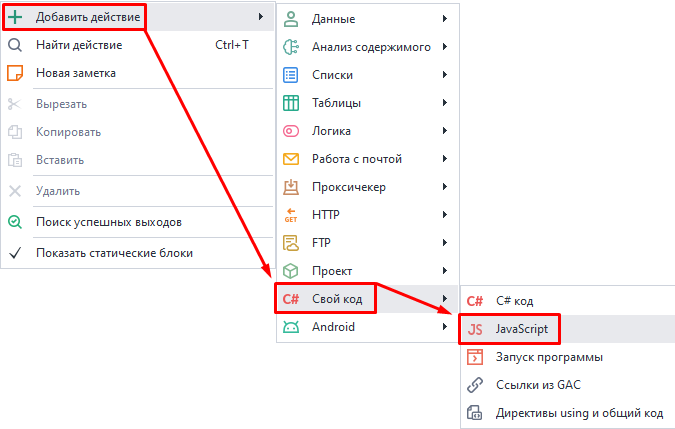 Добавить действие
Найти действие Ctrl+T
Новая заметка
Вырезать
Копировать
Вставить
Удалить
Поиск успешных выходов
Показать статические блоки
Данные
Анализ содержимого
Списки
Таблицы
Логика
Работа с почтой
Проксичекер
GET HTTP
FTP
Проект
C# Свой код
Android
C# C# код
JS JavaScript
Запуск программы
Ссылки из GAC
Директивы using и общий код